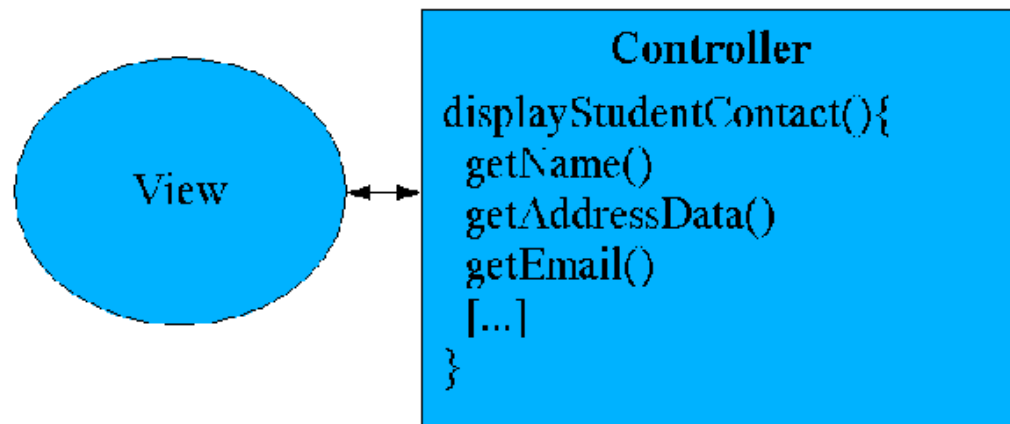 View
Controller
displayStudentContact(){
getName()
getAddressData()
getEmail()
[...]
}